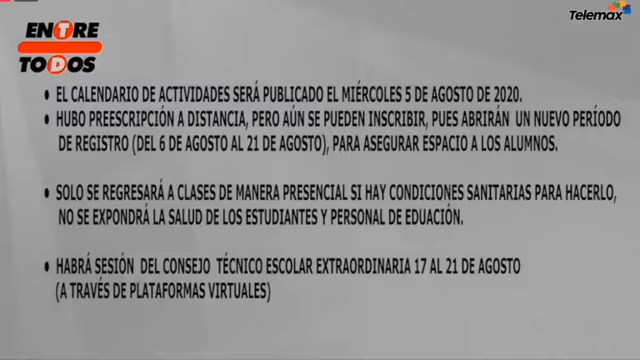 ENTRE
TODOS
Telemax
• EL CALENDARIO DE ACTIVIDADES SERÁ PUBLICADO EL MIÉRCOLES 5 DE AGOSTO DE 2020.
• HUBO PREESCRIPCIÓN A DISTANCIA, PERO AÚN SE PUEDEN INSCRIBIR, PUES ABRIRÁN UN NUEVO PERÍODO
DE REGISTRO (DEL 6 DE AGOSTO AL 21 DE AGOSTO), PARA ASEGURAR ESPACIO A LOS ALUMNOS.
• SOLO SE REGRESARÁ A CLASES DE MANERA PRESENCIAL SI HAY CONDICIONES SANITARIAS PARA HACERLO,
NO SE EXPONDRÁ LA SALUD DE LOS ESTUDIANTES Y PERSONAL DE EDUACIÓN.
• HABRÁ SESIÓN DEL CONSEJO TÉCNICO ESCOLAR EXTRAORDINARIA 17 AL 21 DE AGOSTO
(A TRAVÉS DE PLATAFORMAS VIRTUALES)